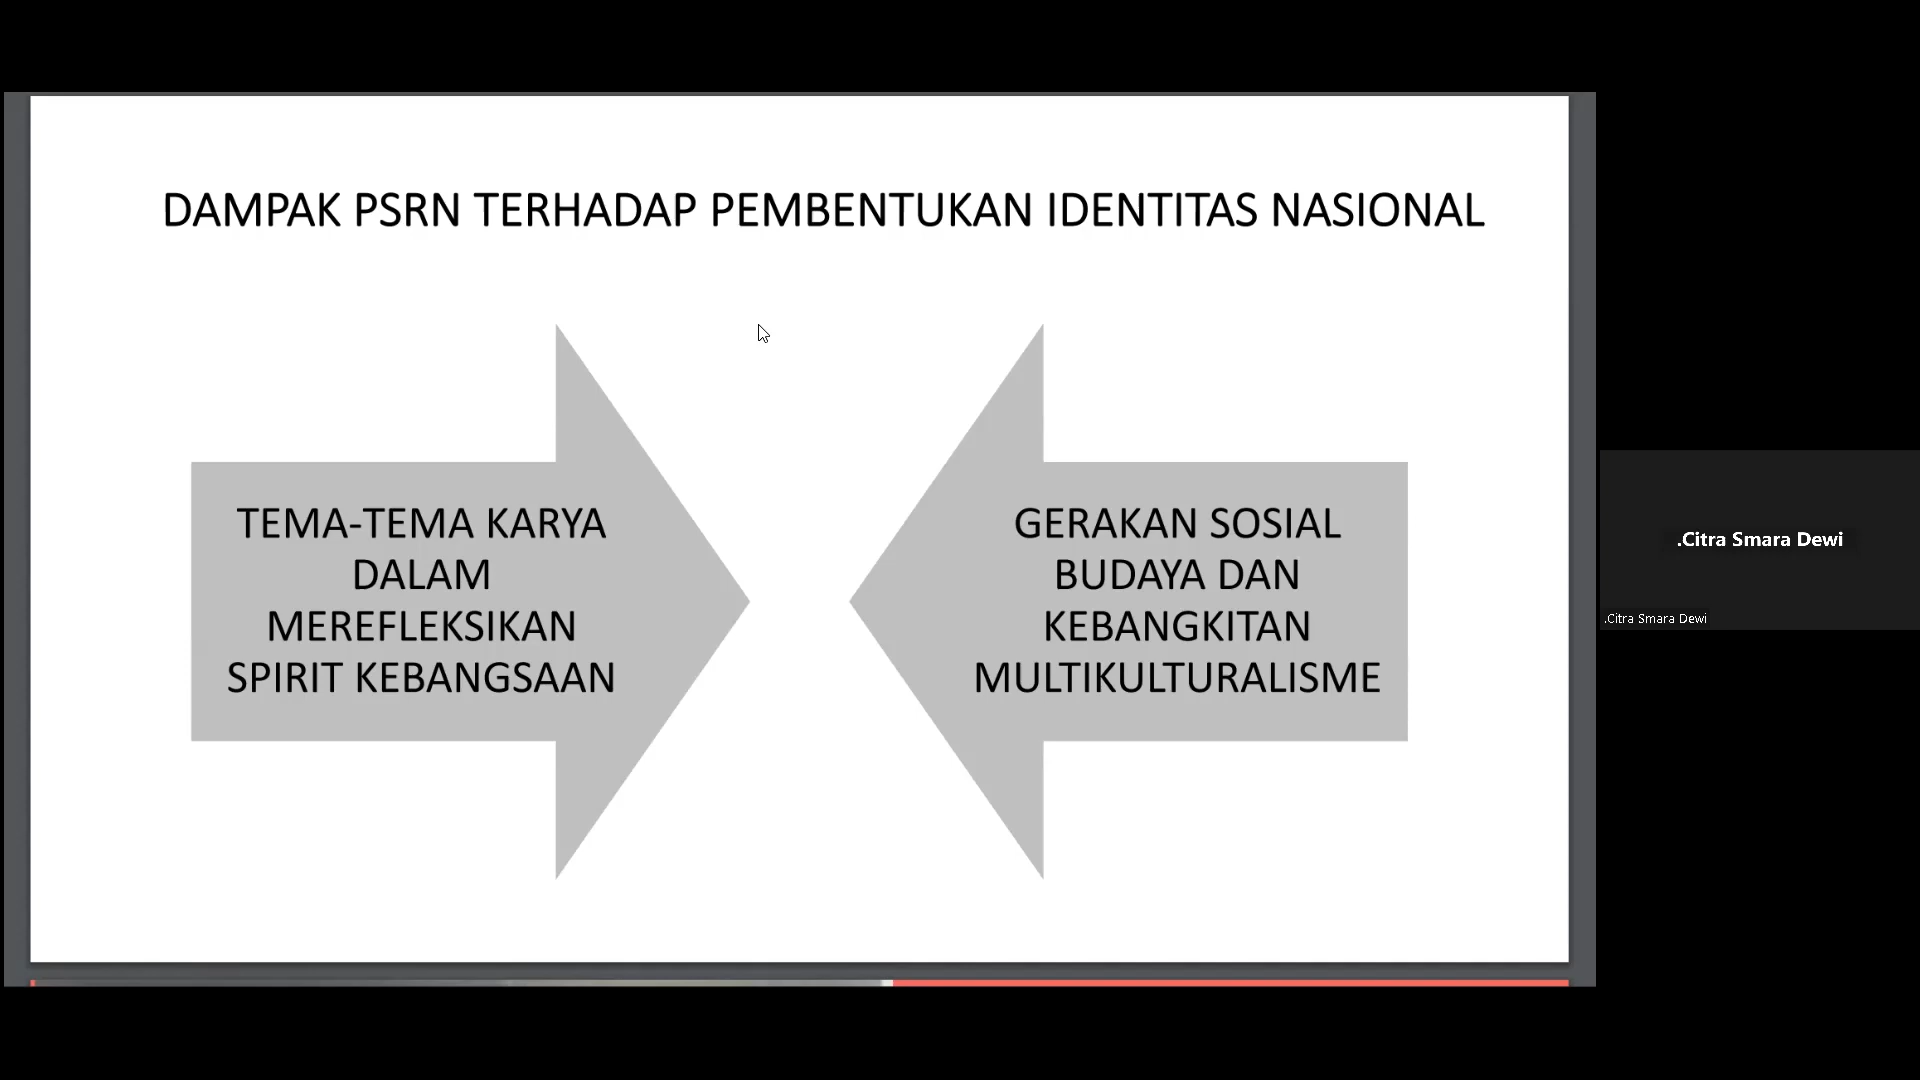 DAMPAK PSRN TERHADAP PEMBENTUKAN IDENTITAS NASIONAL
TEMA-TEMA KARYA
DALAM
MEREFLEKSIKAN
SPIRIT KEBANGSAAN
GERAKAN SOSIAL
BUDAYA DAN
KEBANGKITAN
MULTIKULTURALISME
.Citra Smara Dewi
.Citra Smara Dewi